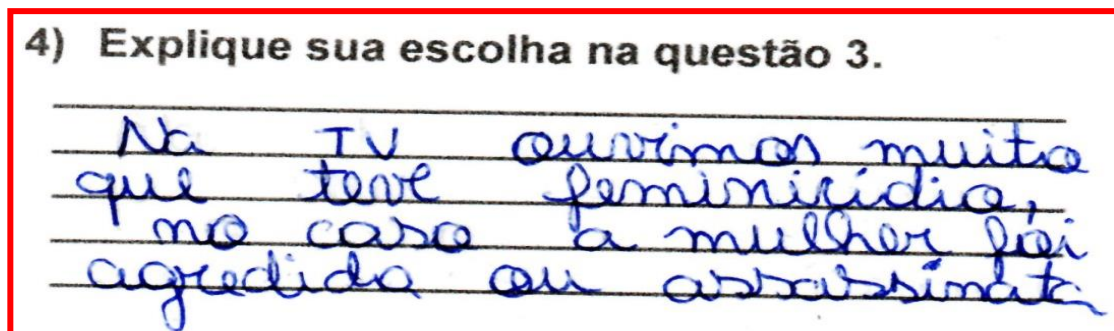 4) Explique sua escolha na questão 3.
Na TV ouvimos muito
que teve feminicídio,
no caso a mulher foi
agredida ou assassinata